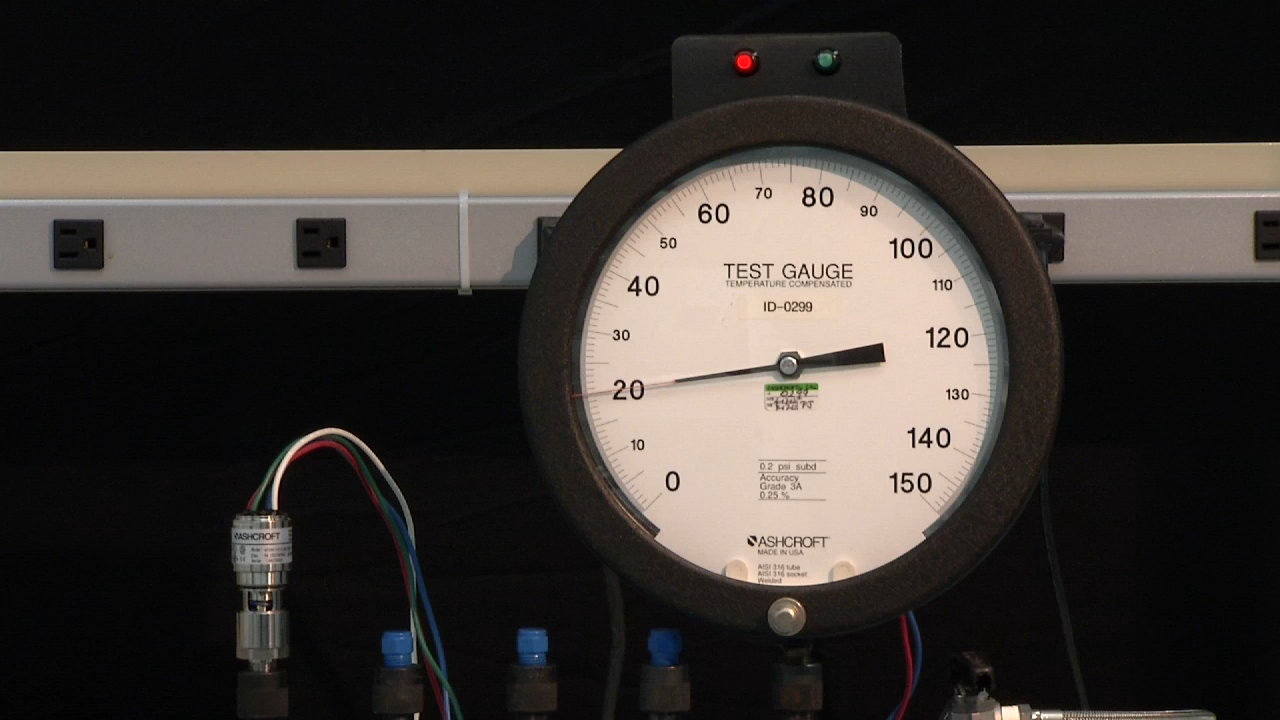 70
60 80
90
50
100
40
TEST GAUGE
TEMPERATURE COMPENSATED
110
ID-0299
30
120
20
0299
130
10
140
0
0.2 psi subd
Accuracy
Grade 3A
0.25 %
150
ASHCROFT
MADE IN USA
AISI 316 tube
AISI 316 socket
Welded
ASHCROFT